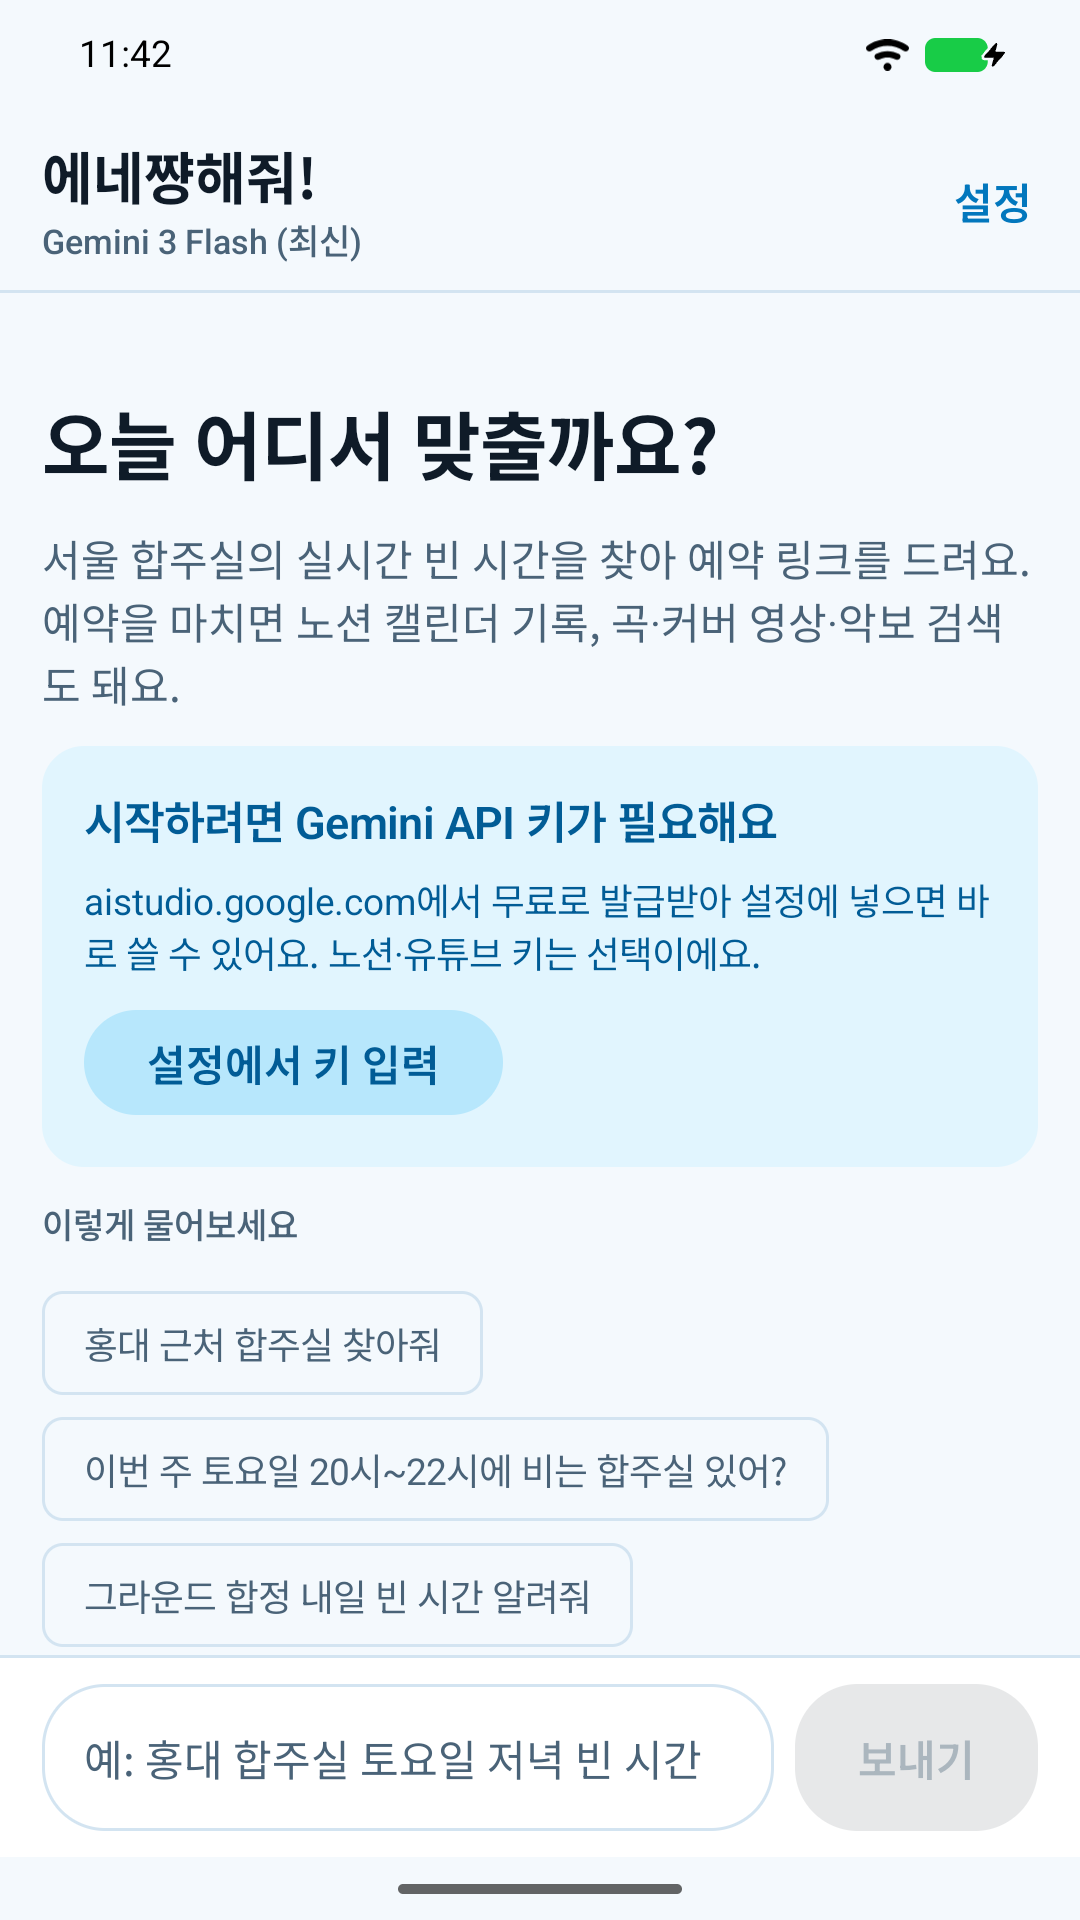 11:42
에네쨩해줘!
Gemini 3 Flash (최신)
설정
오늘 어디서 맞출까요?
서울 합주실의 실시간 빈 시간을 찾아 예약 링크를 드려요.
예약을 마치면 노션 캘린더 기록, 곡·커버 영상·악보 검색
도 돼요.
시작하려면 Gemini API 키가 필요해요
aistudio.google.com에서 무료로 발급받아 설정에 넣으면 바
로 쓸 수 있어요. 노션·유튜브 키는 선택이에요.
설정에서 키 입력
이렇게 물어보세요
홍대 근처 합주실 찾아줘
이번 주 토요일 20시~22시에 비는 합주실 있어?
그라운드 합정 내일 빈 시간 알려줘
예: 홍대 합주실 토요일 저녁 빈 시간
보내기